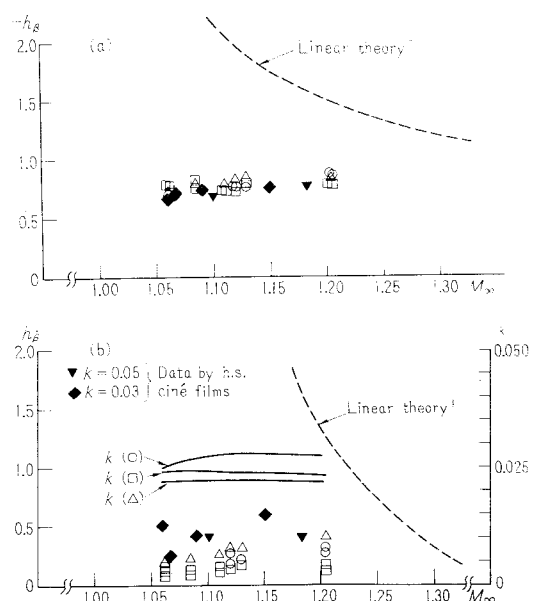 -hβ
2.0
(a)
Linear theory
1.5
1.0
0.5
0
1.00
1.05
1.10
1.15
1.20
1.25
1.30
M∞
(b)
2.0
▼ k = 0.05
◆ k = 0.03
Data by h.s.
ciné films
0.050
Linear theory
1.5
k (○)
k (□)
k (△)
1.0
0.025
0.5
0
0
1.00
1.05
1.10
1.15
1.20
1.25
1.30
M∞